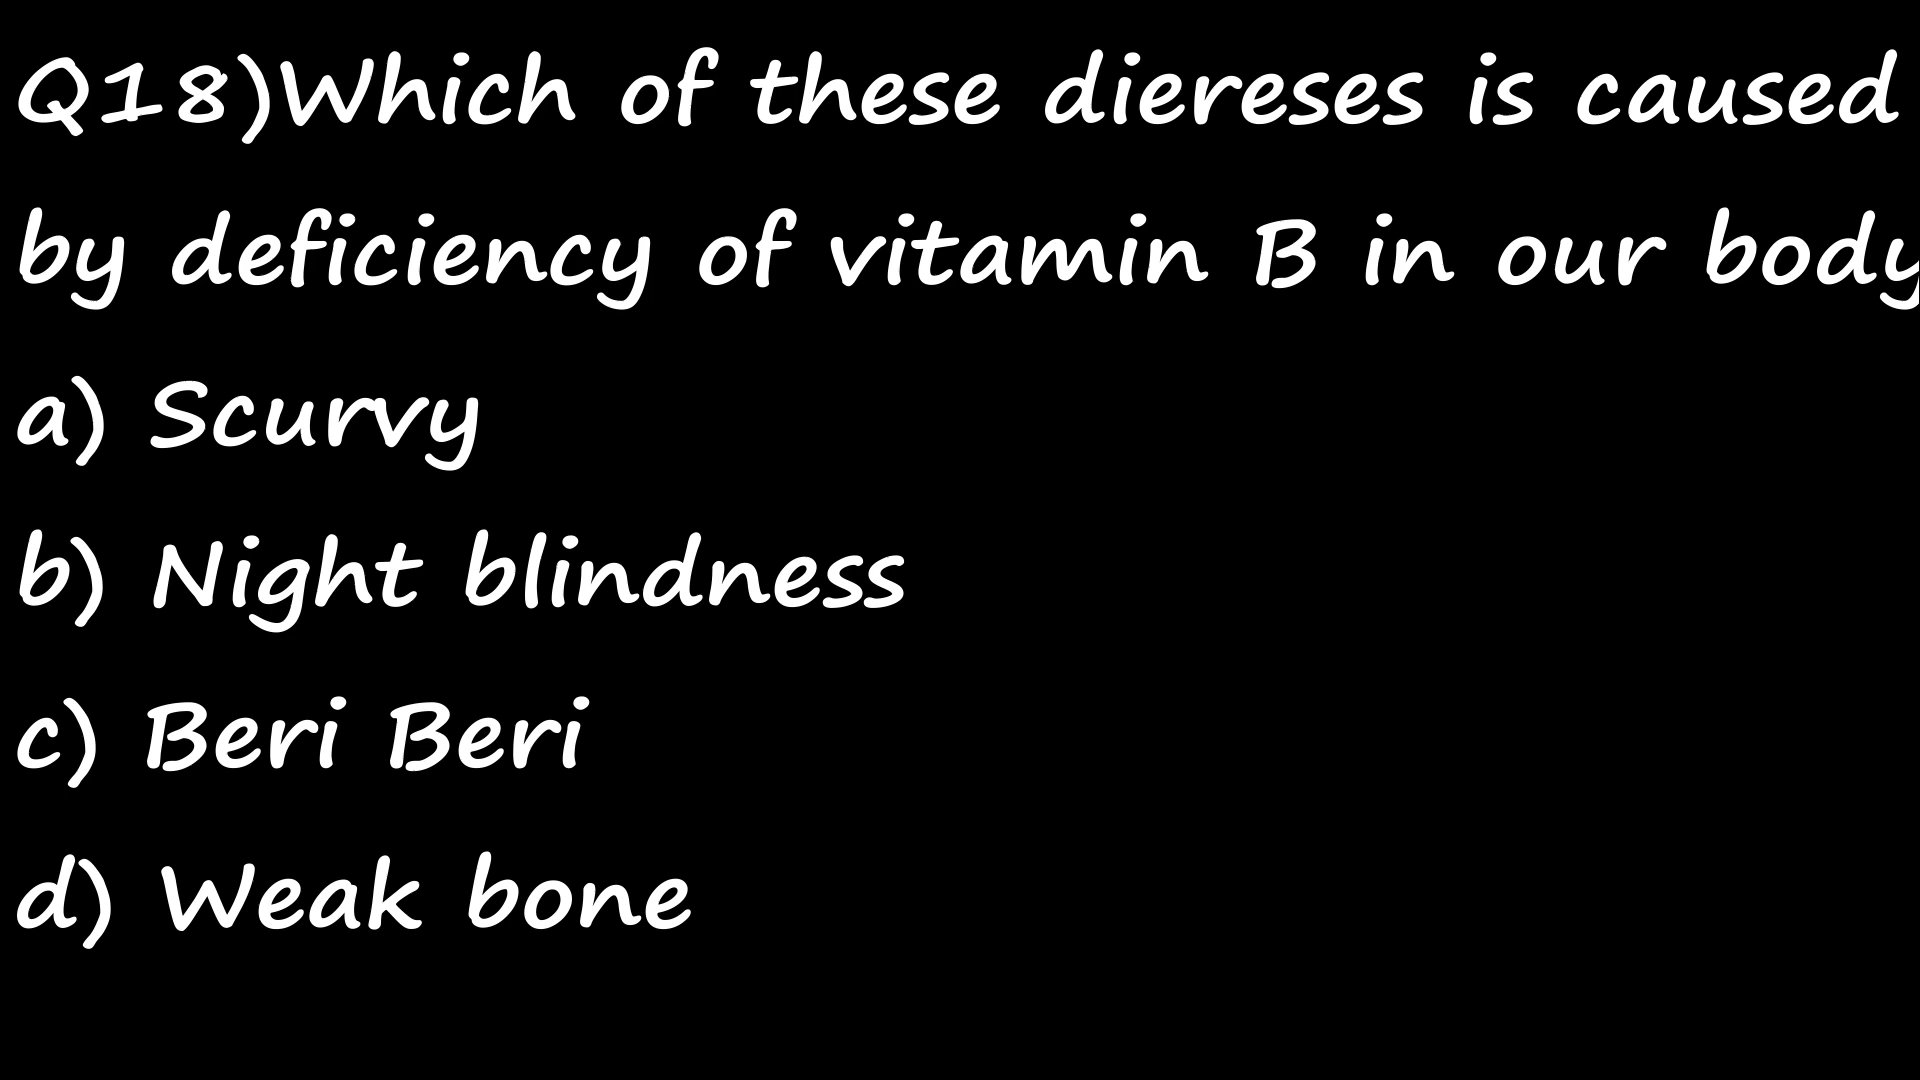 Q18)Which of these diereses is caused
by deficiency of vitamin B in our body
a) Scurvy
b) Night blindness
c) Beri Beri
d) Weak bone